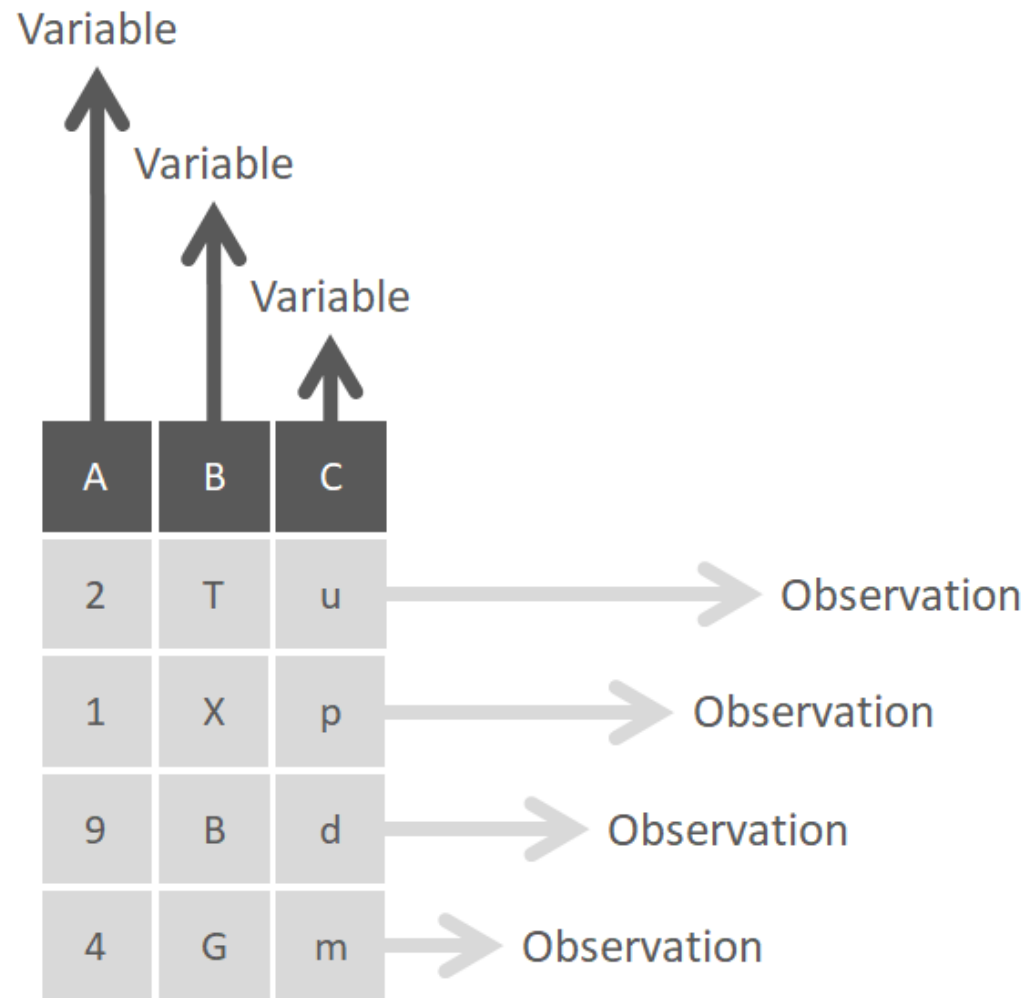 Variable
Variable
Variable
A B C
2 T u Observation
1 X p Observation
9 B d Observation
4 G m Observation